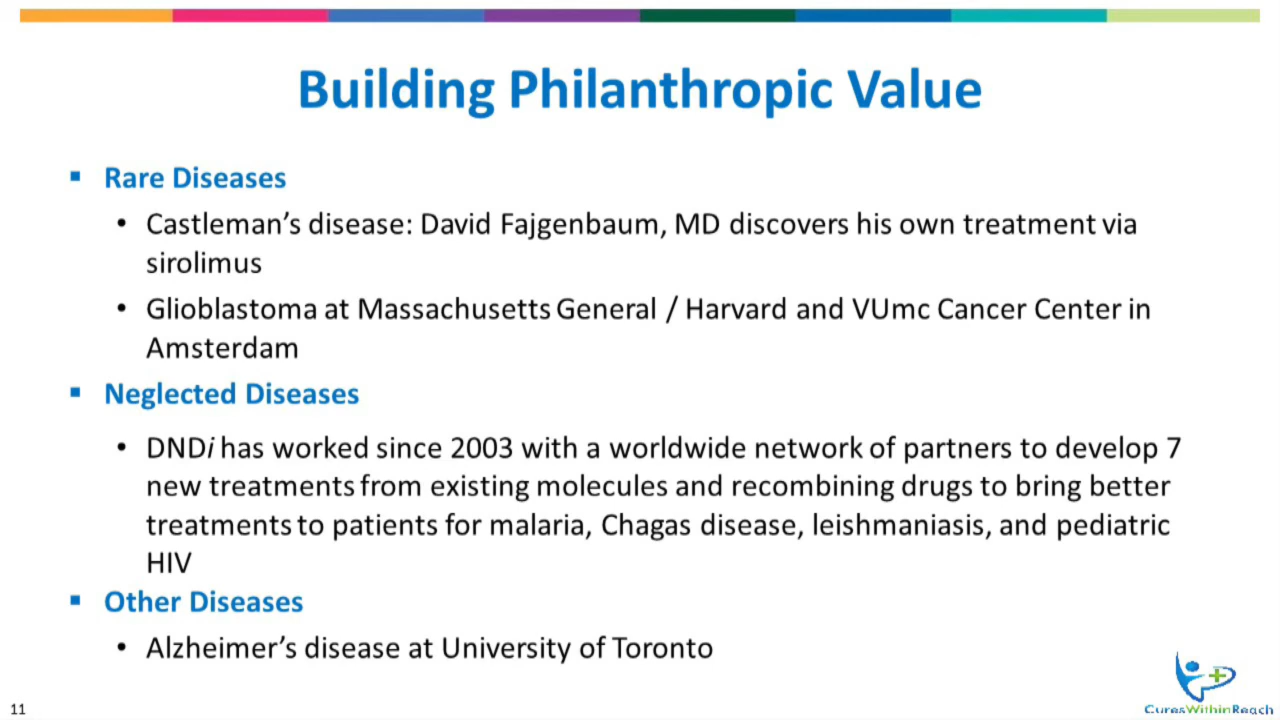 Building Philanthropic Value
▪ Rare Diseases
• Castleman’s disease: David Fajgenbaum, MD discovers his own treatment via
sirolimus
• Glioblastoma at Massachusetts General / Harvard and VUmc Cancer Center in
Amsterdam
▪ Neglected Diseases
• DNDi has worked since 2003 with a worldwide network of partners to develop 7
new treatments from existing molecules and recombining drugs to bring better
treatments to patients for malaria, Chagas disease, leishmaniasis, and pediatric
HIV
▪ Other Diseases
• Alzheimer’s disease at University of Toronto
11
CuresWithinReach